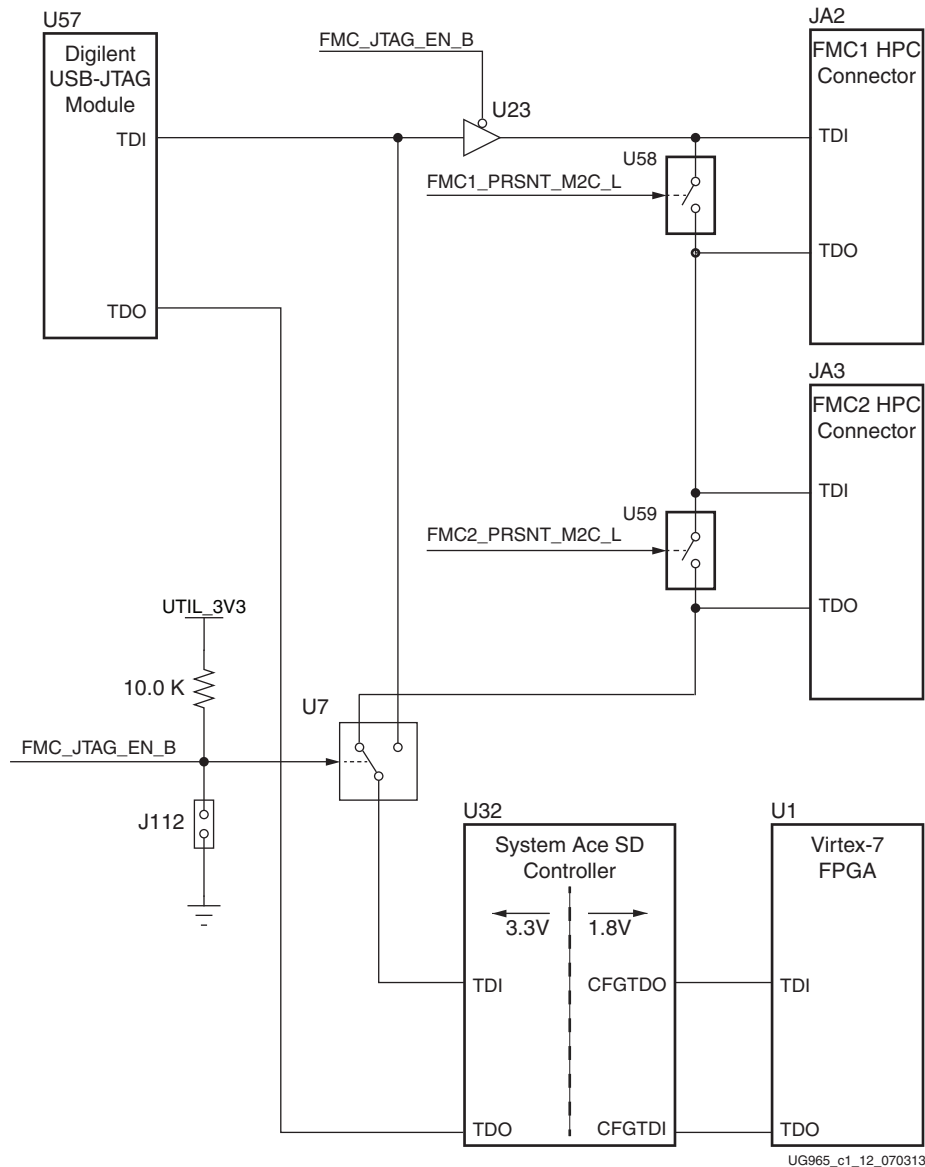 U57
Digilent
USB-JTAG
Module
TDI
TDO
FMC_JTAG_EN_B
U23
JA2
FMC1 HPC
Connector
TDI
TDO
U58
FMC1_PRSNT_M2C_L
JA3
FMC2 HPC
Connector
TDI
TDO
U59
FMC2_PRSNT_M2C_L
UTIL_3V3
10.0 K
U7
FMC_JTAG_EN_B
J112
U32
System Ace SD
Controller
3.3V
1.8V
TDI
CFGTDO
TDO
CFGTDI
U1
Virtex-7
FPGA
TDI
TDO
UG965_c1_12_070313